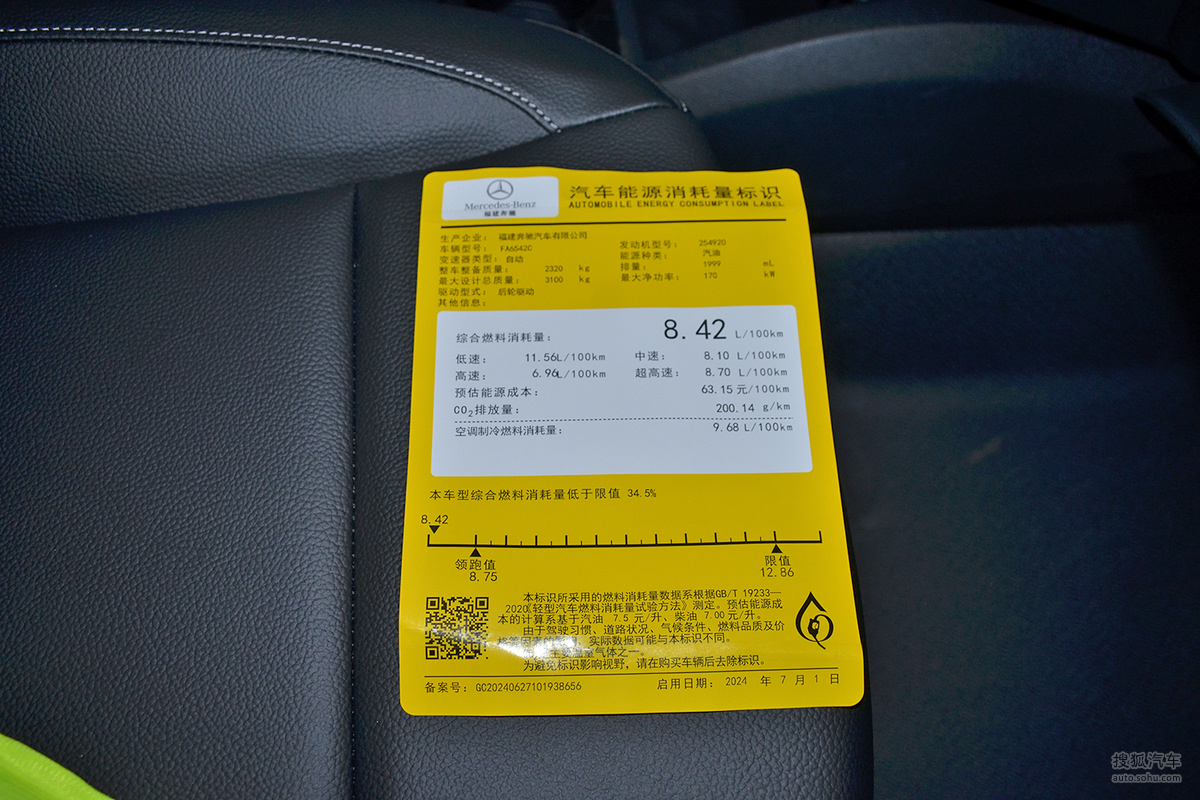 Mercedes-Benz
福建奔驰
汽车能源消耗量标识
AUTOMOBILE ENERGY CONSUMPTION LABEL
生产企业： 福建奔驰汽车有限公司
车辆型号： FA6542C
发动机型号： 254920
变速器类型： 自动
能源种类： 汽油
整车整备质量： 2320 kg
排量： 1999 mL
最大设计总质量： 3100 kg
最大净功率： 170 kW
驱动型式： 后轮驱动
其他信息：
综合燃料消耗量： 8.42 L/100km
低速： 11.56L/100km 中速： 8.10 L/100km
高速： 6.96L/100km 超高速： 8.70 L/100km
预估能源成本： 63.15 元/100km
CO2排放量： 200.14 g/km
空调制冷燃料消耗量： 9.68 L/100km
本车型综合燃料消耗量低于限值 34.5%
8.42
领跑值 限值
8.75 12.86
本标识所采用的燃料消耗量数据系根据GB/T 19233—
2020《轻型汽车燃料消耗量试验方法》测定。预估能源成
本的计算系基于汽油 7.5 元/升、柴油 7.00 元/升。
由于驾驶习惯、道路状况、气候条件、燃料品质及价
格等因素的影响，实际数据可能与本标识不同。
主要温室气体之一。
为避免标识影响视野，请在购买车辆后去除标识。
备案号： GC20240627101938656 启用日期： 2024 年 7 月 1 日
搜狐汽车
auto.sohu.com